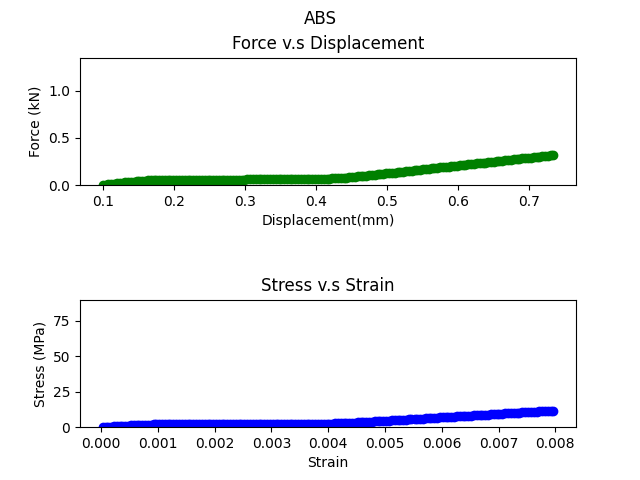 ABS
Force v.s Displacement
1.0
0.5
0.0
Force (kN)
0.1 0.2 0.3 0.4 0.5 0.6 0.7
Displacement(mm)
Stress v.s Strain
75
50
25
0
Stress (MPa)
0.000 0.001 0.002 0.003 0.004 0.005 0.006 0.007 0.008
Strain